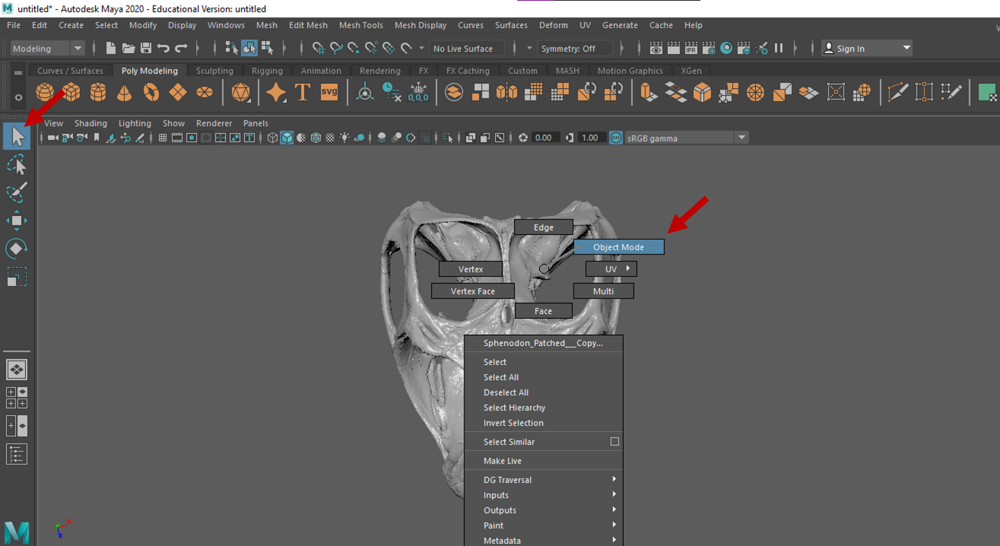 untitled* - Autodesk Maya 2020 - Educational Version: untitled
File Edit Create Select Modify Display Windows Mesh Edit Mesh Mesh Tools Mesh Display Curves Surfaces Deform UV Generate Cache Help
Modeling No Live Surface Symmetry: Off IPR Sign In
Curves / Surfaces Poly Modeling Sculpting Rigging Animation Rendering FX FX Caching Custom MASH Motion Graphics XGen
T SVG 0,0,0
View Shading Lighting Show Renderer Panels
0.00 1.00 ON sRGB gamma
Edge
Object Mode
Vertex UV
Vertex Face Multi
Face
Sphenodon_Patched___Copy...
Select
Select All
Deselect All
Select Hierarchy
Invert Selection
Select Similar
Make Live
DG Traversal
Inputs
Outputs
Paint
Metadata